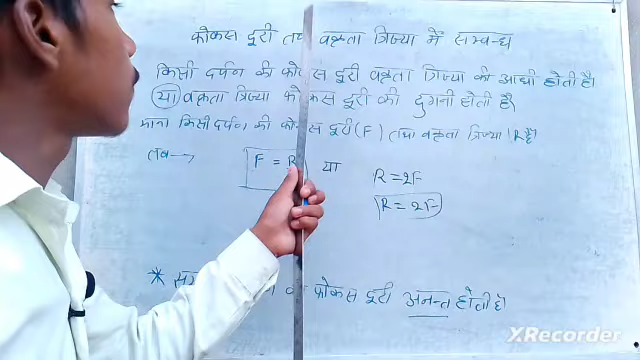 फोकस दूरी वक्रता त्रिज्या में सम्बन्ध
किसी दर्पण की फोकस दूरी वक्रता त्रिज्या की आधी होती है
या वक्रता त्रिज्या फोकस दूरी की दुगनी होती है
माना किसी दर्पण की फोकस दूरी (F) तथा वक्रता त्रिज्या R है
तब → F = R या R = 2F
R = 2F
* फोकस दूरी अनन्त होती है
XRecorder